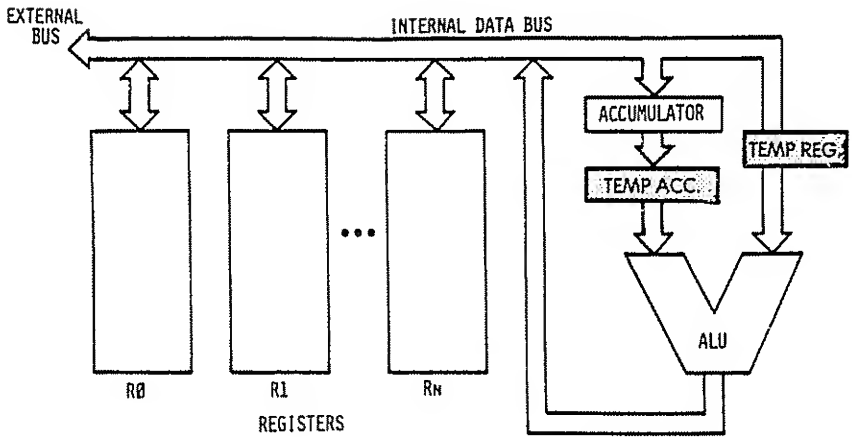 EXTERNAL
BUS
INTERNAL DATA BUS
ACCUMULATOR
TEMP REG.
TEMP ACC.
ALU
RØ
R1
RN
REGISTERS